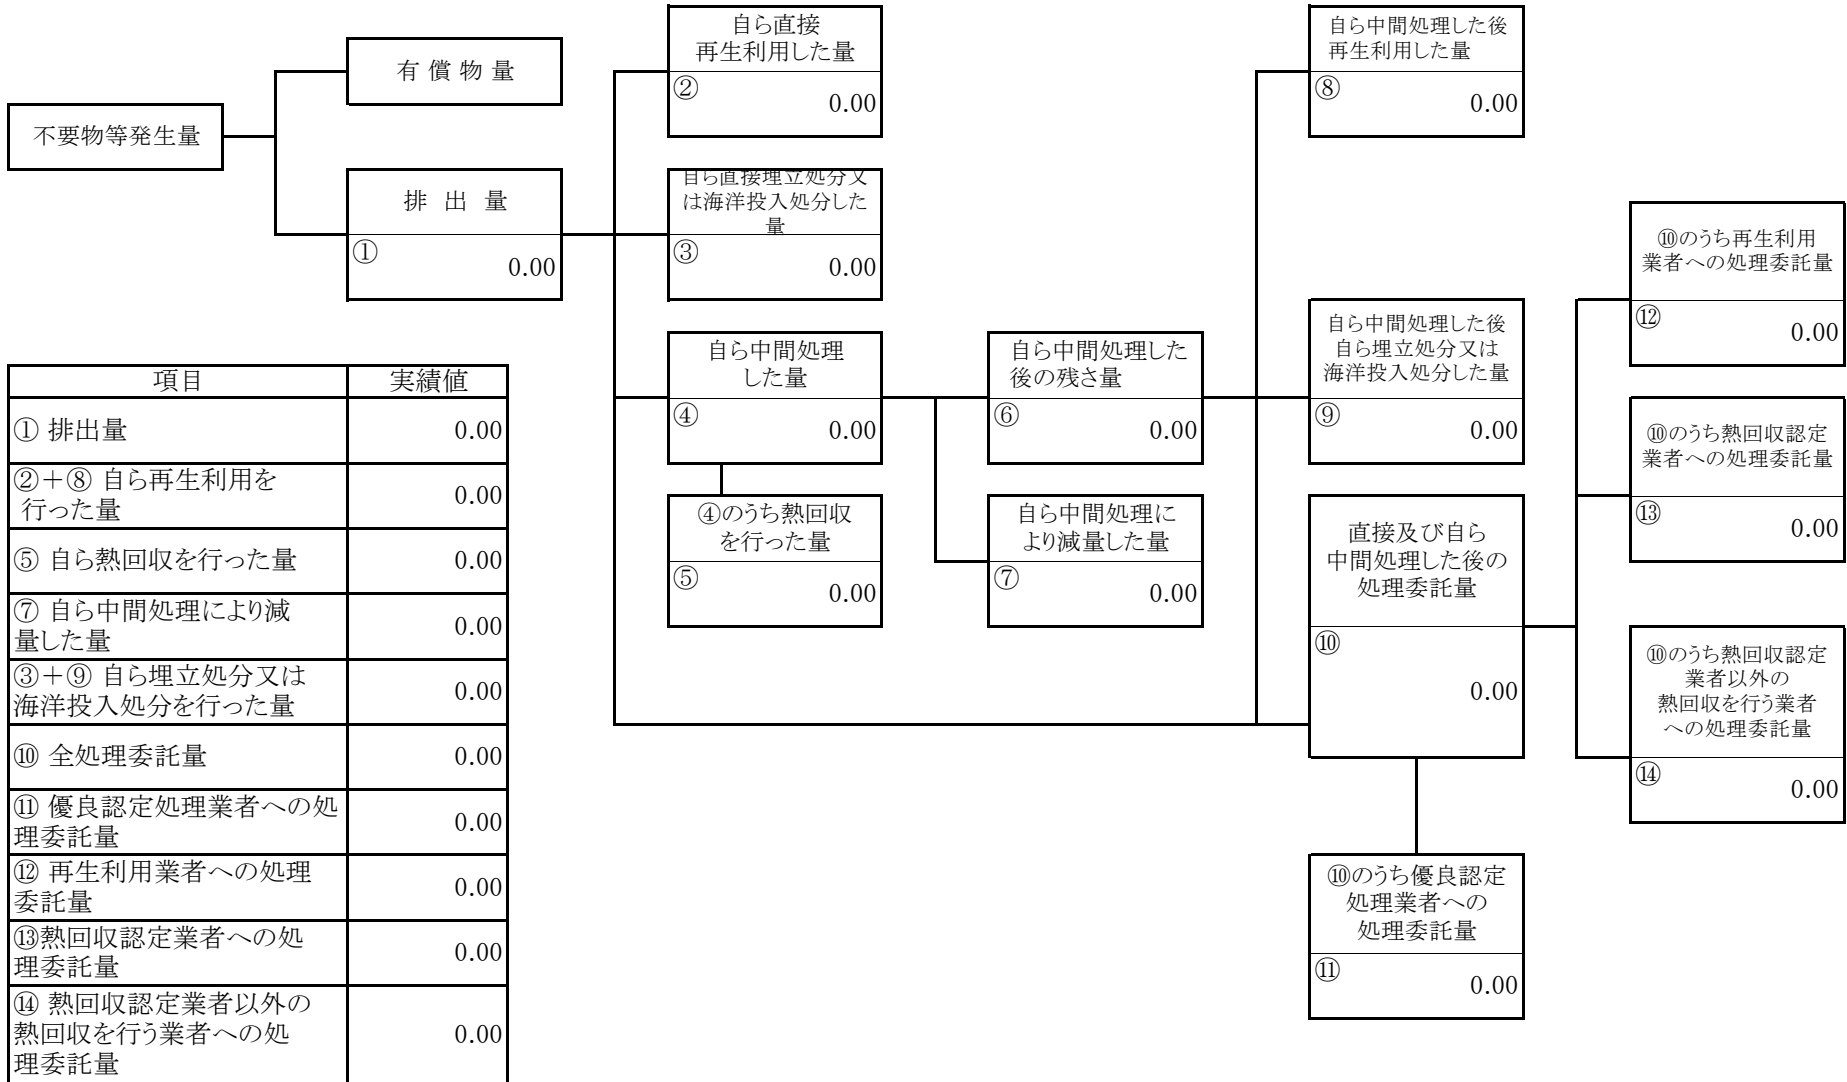 不要物等発生量
有 償 物 量
排 出 量
①
0.00
自ら直接
再生利用した量
②
0.00
自ら直接埋立処分又
は海洋投入処分した
量
③
0.00
自ら中間処理
した量
④
0.00
④のうち熱回収
を行った量
⑤
0.00
自ら中間処理した
後の残さ量
⑥
0.00
自ら中間処理に
より減量した量
⑦
0.00
自ら中間処理した後
再生利用した量
⑧
0.00
自ら中間処理した後
自ら埋立処分又は
海洋投入処分した量
⑨
0.00
直接及び自ら
中間処理した後の
処理委託量
⑩
0.00
⑩のうち優良認定
処理業者への
処理委託量
⑪
0.00
⑩のうち再生利用
業者への処理委託量
⑫
0.00
⑩のうち熱回収認定
業者への処理委託量
⑬
0.00
⑩のうち熱回収認定
業者以外の
熱回収を行う業者
への処理委託量
⑭
0.00
項目 実績値
① 排出量 0.00
②＋⑧ 自ら再生利用を
行った量 0.00
⑤ 自ら熱回収を行った量 0.00
⑦ 自ら中間処理により減
量した量 0.00
③＋⑨ 自ら埋立処分又は
海洋投入処分を行った量 0.00
⑩ 全処理委託量 0.00
⑪ 優良認定処理業者への処
理委託量 0.00
⑫ 再生利用業者への処理
委託量 0.00
⑬熱回収認定業者への処
理委託量 0.00
⑭ 熱回収認定業者以外の
熱回収を行う業者への処
理委託量 0.00